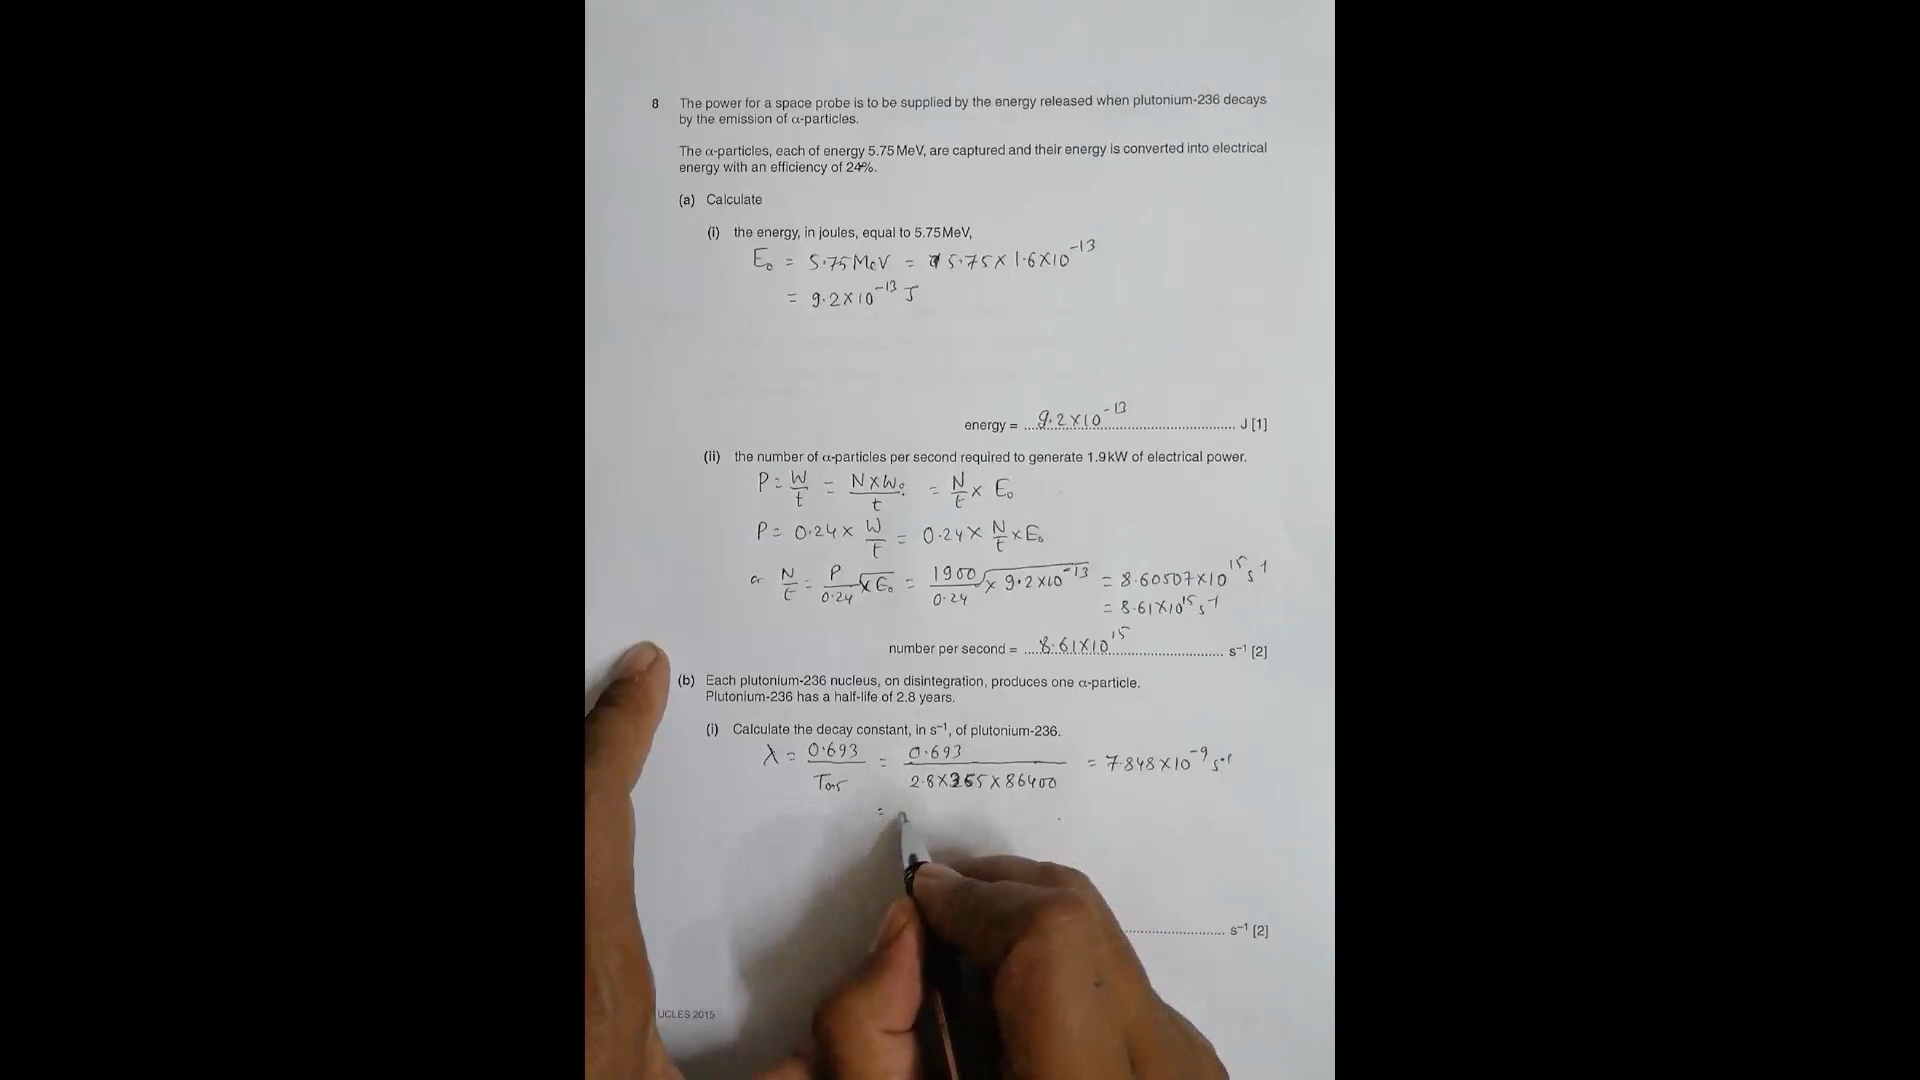 8 The power for a space probe is to be supplied by the energy released when plutonium-236 decays
by the emission of α-particles.
The α-particles, each of energy 5.75 MeV, are captured and their energy is converted into electrical
energy with an efficiency of 24%.
(a) Calculate
(i) the energy, in joules, equal to 5.75 MeV,
E₀ = 5.75 MeV = 5.75 × 1.6 × 10⁻¹³
= 9.2 × 10⁻¹³ J
energy = 9.2 × 10⁻¹³ J [1]
(ii) the number of α-particles per second required to generate 1.9 kW of electrical power.
P = W/t = N × W₀/t = N/t × E₀
P = 0.24 × W/t = 0.24 × N/t × E₀
or N/t = P/0.24 × E₀ = 1900/0.24 × 9.2 × 10⁻¹³ = 8.60507 × 10¹⁵ s⁻¹
= 8.61 × 10¹⁵ s⁻¹
number per second = 8.61 × 10¹⁵ s⁻¹ [2]
(b) Each plutonium-236 nucleus, on disintegration, produces one α-particle.
Plutonium-236 has a half-life of 2.8 years.
(i) Calculate the decay constant, in s⁻¹, of plutonium-236.
λ = 0.693/T₀.₅ = 0.693/2.8 × 365 × 86400 = 7.848 × 10⁻⁹ s⁻¹
=
s⁻¹ [2]
UCLES 2015